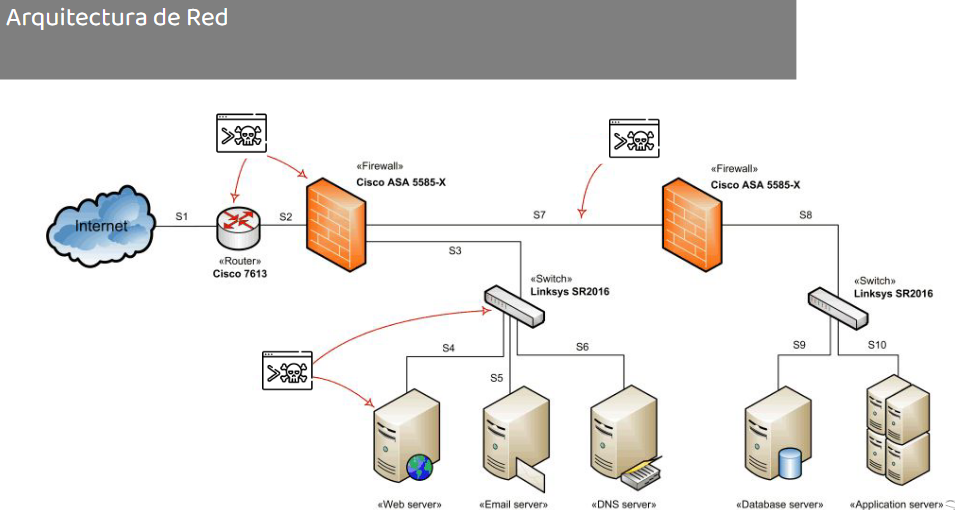 Arquitectura de Red
«Firewall»
Cisco ASA 5585-X
«Firewall»
Cisco ASA 5585-X
Internet
S1
S2
S7
S8
«Router»
Cisco 7613
S3
«Switch»
Linksys SR2016
«Switch»
Linksys SR2016
S4
S5
S6
S9
S10
«Web server»
«Email server»
«DNS server»
«Database server»
«Application server»